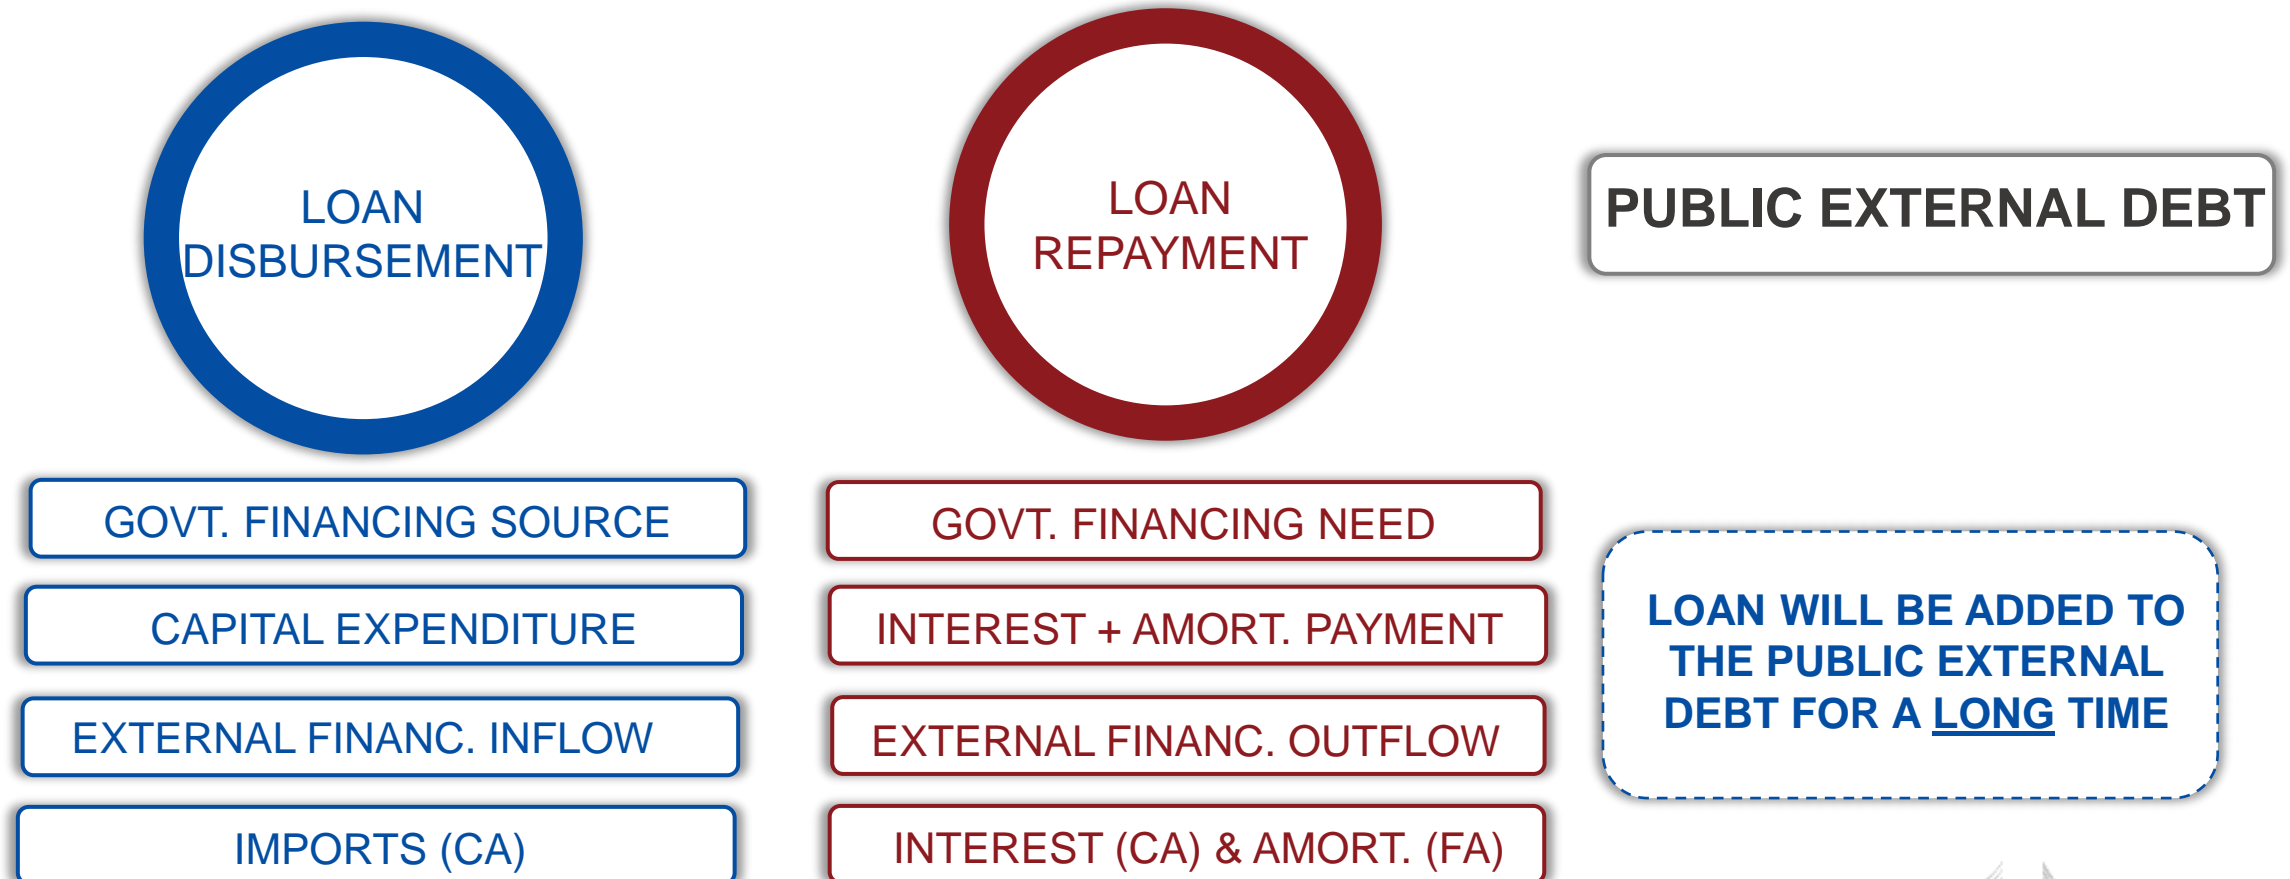 LOAN
DISBURSEMENT
GOVT. FINANCING SOURCE
CAPITAL EXPENDITURE
EXTERNAL FINANC. INFLOW
IMPORTS (CA)
LOAN
REPAYMENT
GOVT. FINANCING NEED
INTEREST + AMORT. PAYMENT
EXTERNAL FINANC. OUTFLOW
INTEREST (CA) & AMORT. (FA)
PUBLIC EXTERNAL DEBT
LOAN WILL BE ADDED TO
THE PUBLIC EXTERNAL
DEBT FOR A LONG TIME